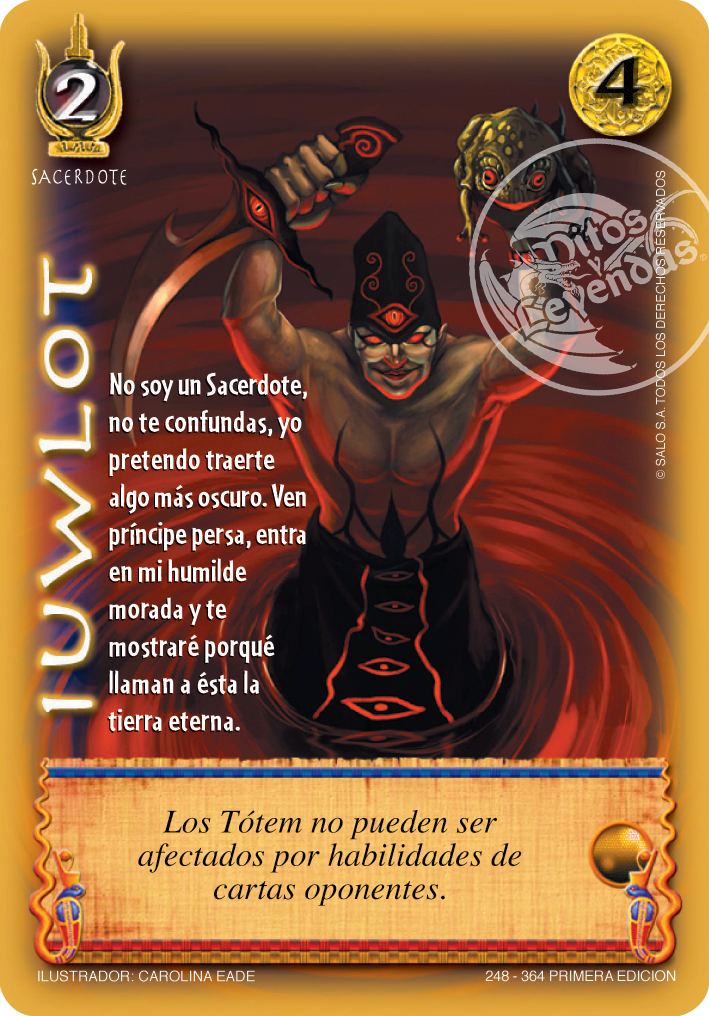 2
4
SACERDOTE
IUWLOT
No soy un Sacerdote,
no te confundas, yo
pretendo traerte
algo más oscuro. Ven
príncipe persa, entra
en mi humilde
morada y te
mostraré porqué
llaman a ésta la
tierra eterna.
Mitos
y
Leyendas
© SALO S.A. TODOS LOS DERECHOS RESERVADOS
Los Tótem no pueden ser
afectados por habilidades de
cartas oponentes.
ILUSTRADOR: CAROLINA EADE
248 - 364 PRIMERA EDICION